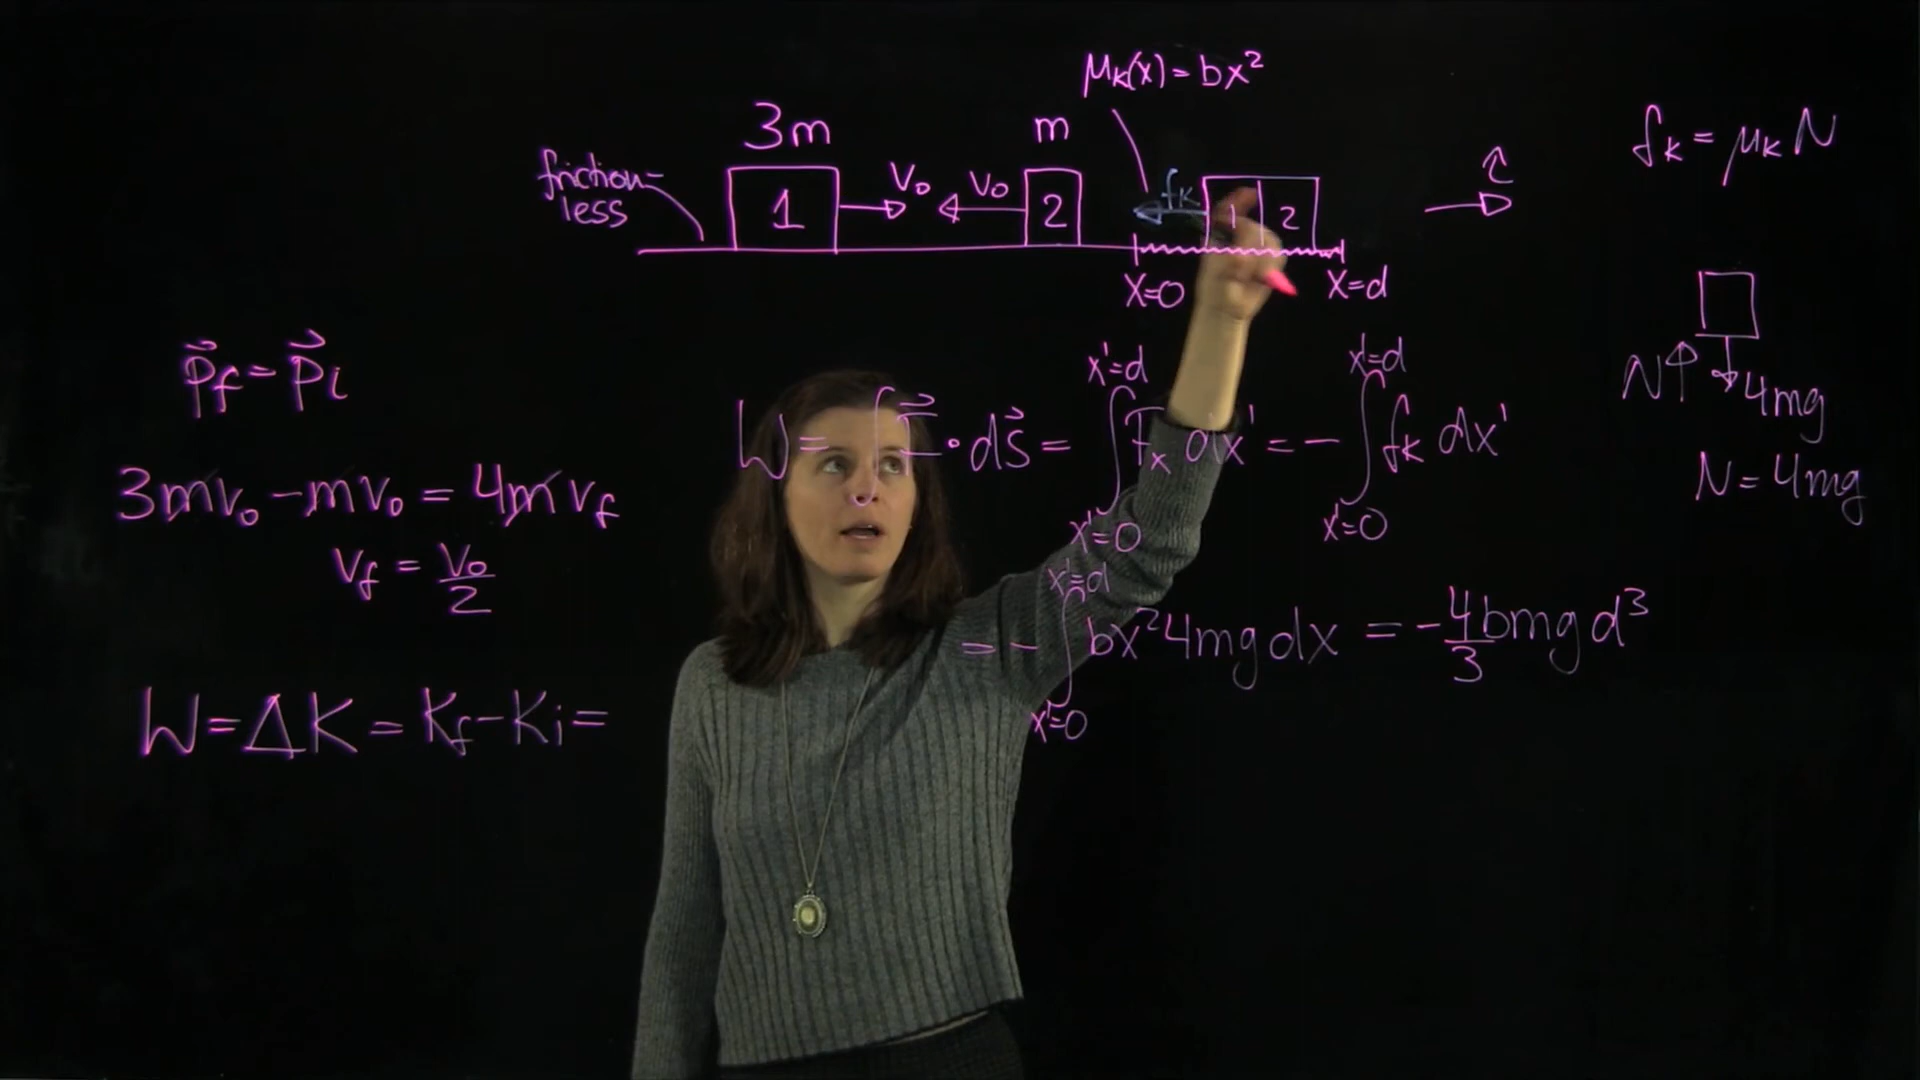 μₖ(x) = bx²
3m
m
fₖ = μₖ N
friction-
less
1
v₀
v₀
2
fₖ
1
2
x=0
x=d
N↑
4mg
N = 4mg
p⃗f = p⃗i
3mv₀ - mv₀ = 4mvf
vf = v₀/2
W = ΔK = Kf - Ki =
W = ∫ · ds⃗ = ∫ Fₓ dx' = - ∫ fₖ dx'
x'=d
x'=0
x'=d
x'=0
= - ∫ bx² 4mg dx = - 4/3 bmg d³
x'=d
x'=0